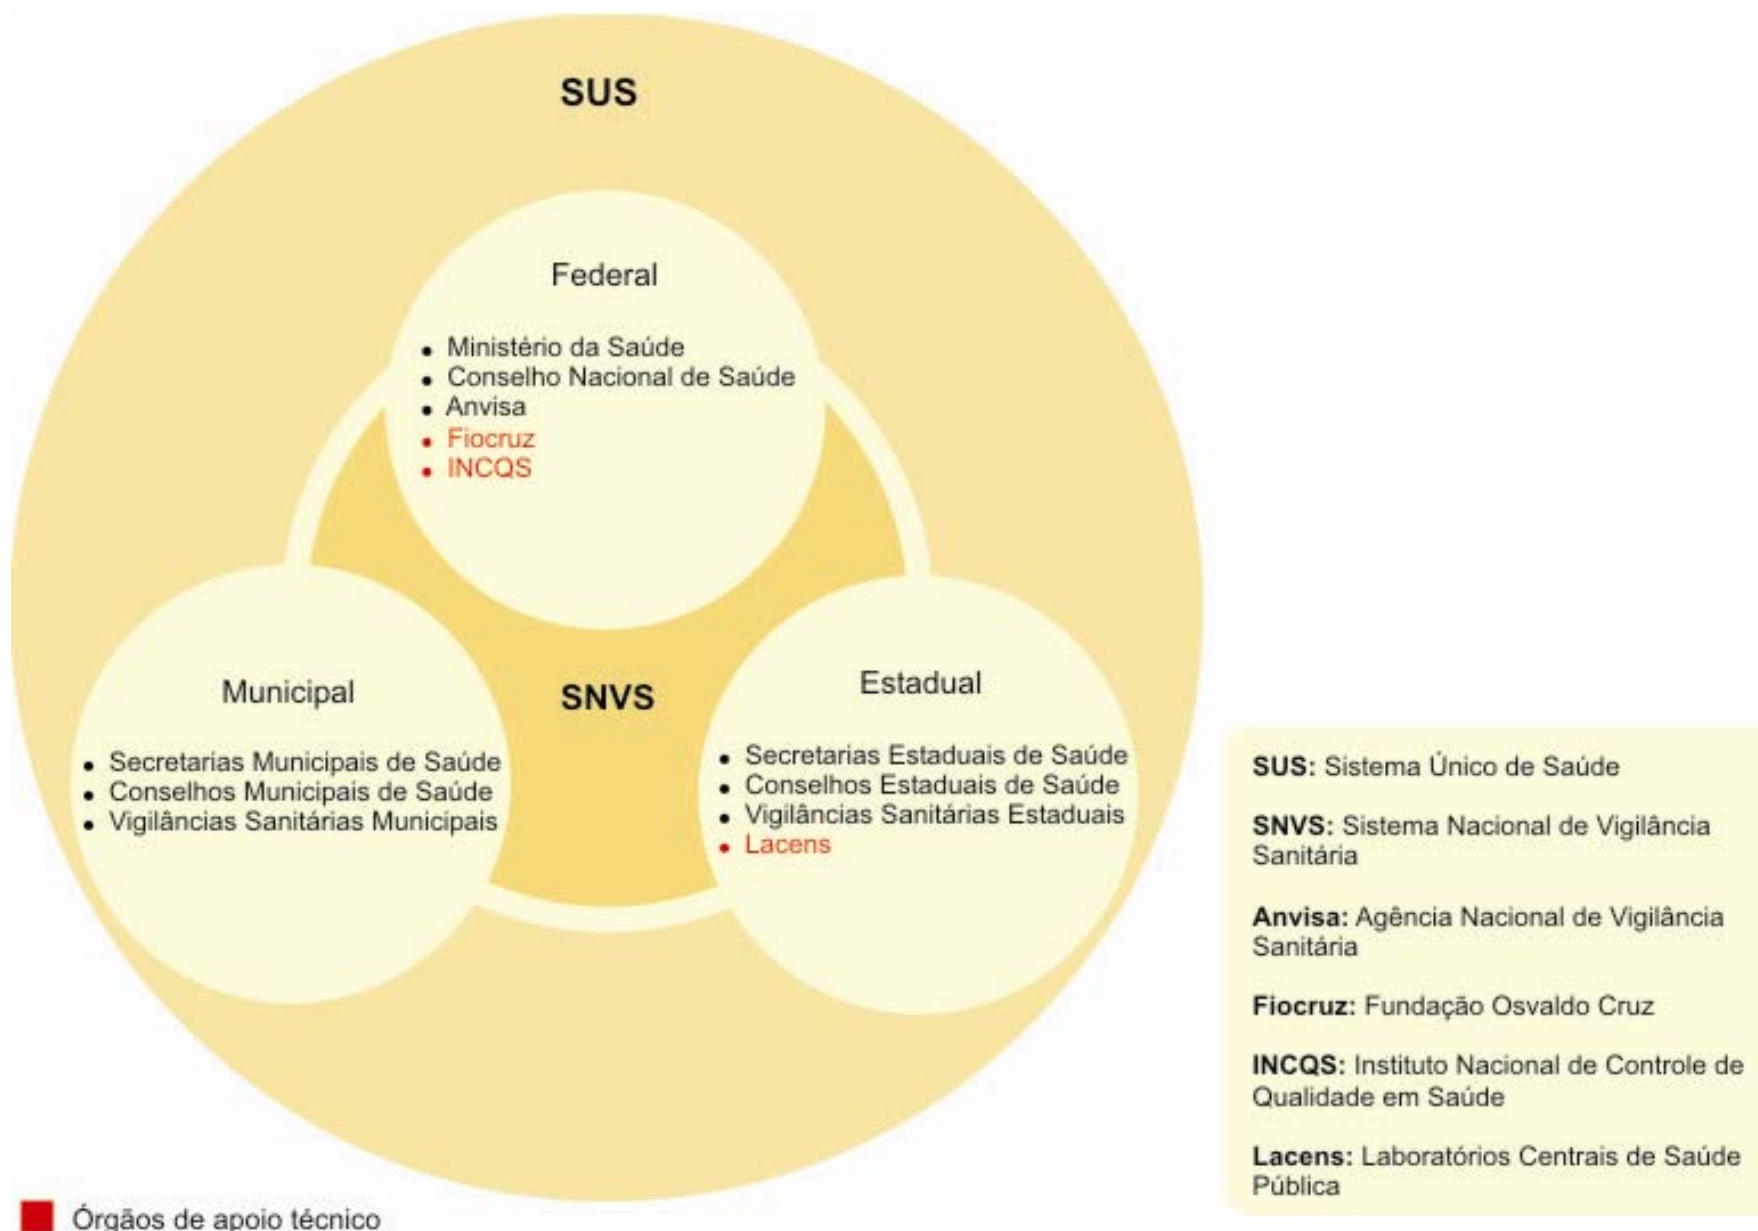 SUS
Federal
• Ministério da Saúde
• Conselho Nacional de Saúde
• Anvisa
• Fiocruz
• INCQS
Municipal
• Secretarias Municipais de Saúde
• Conselhos Municipais de Saúde
• Vigilâncias Sanitárias Municipais
SNVS
Estadual
• Secretarias Estaduais de Saúde
• Conselhos Estaduais de Saúde
• Vigilâncias Sanitárias Estaduais
• Lacens
SUS: Sistema Único de Saúde
SNVS: Sistema Nacional de Vigilância
Sanitária
Anvisa: Agência Nacional de Vigilância
Sanitária
Fiocruz: Fundação Osvaldo Cruz
INCQS: Instituto Nacional de Controle de
Qualidade em Saúde
Lacens: Laboratórios Centrais de Saúde
Pública
Órgãos de apoio técnico